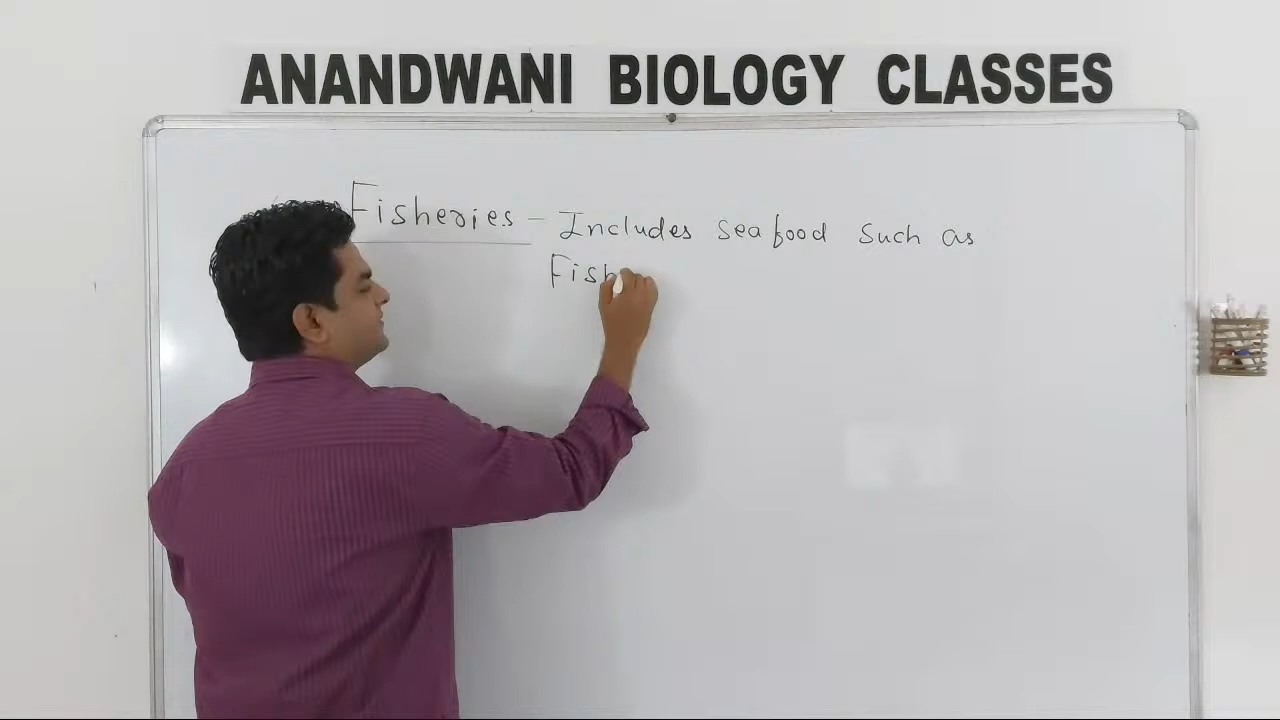 ANANDWANI BIOLOGY CLASSES
Fisheries - Includes seafood such as
Fish